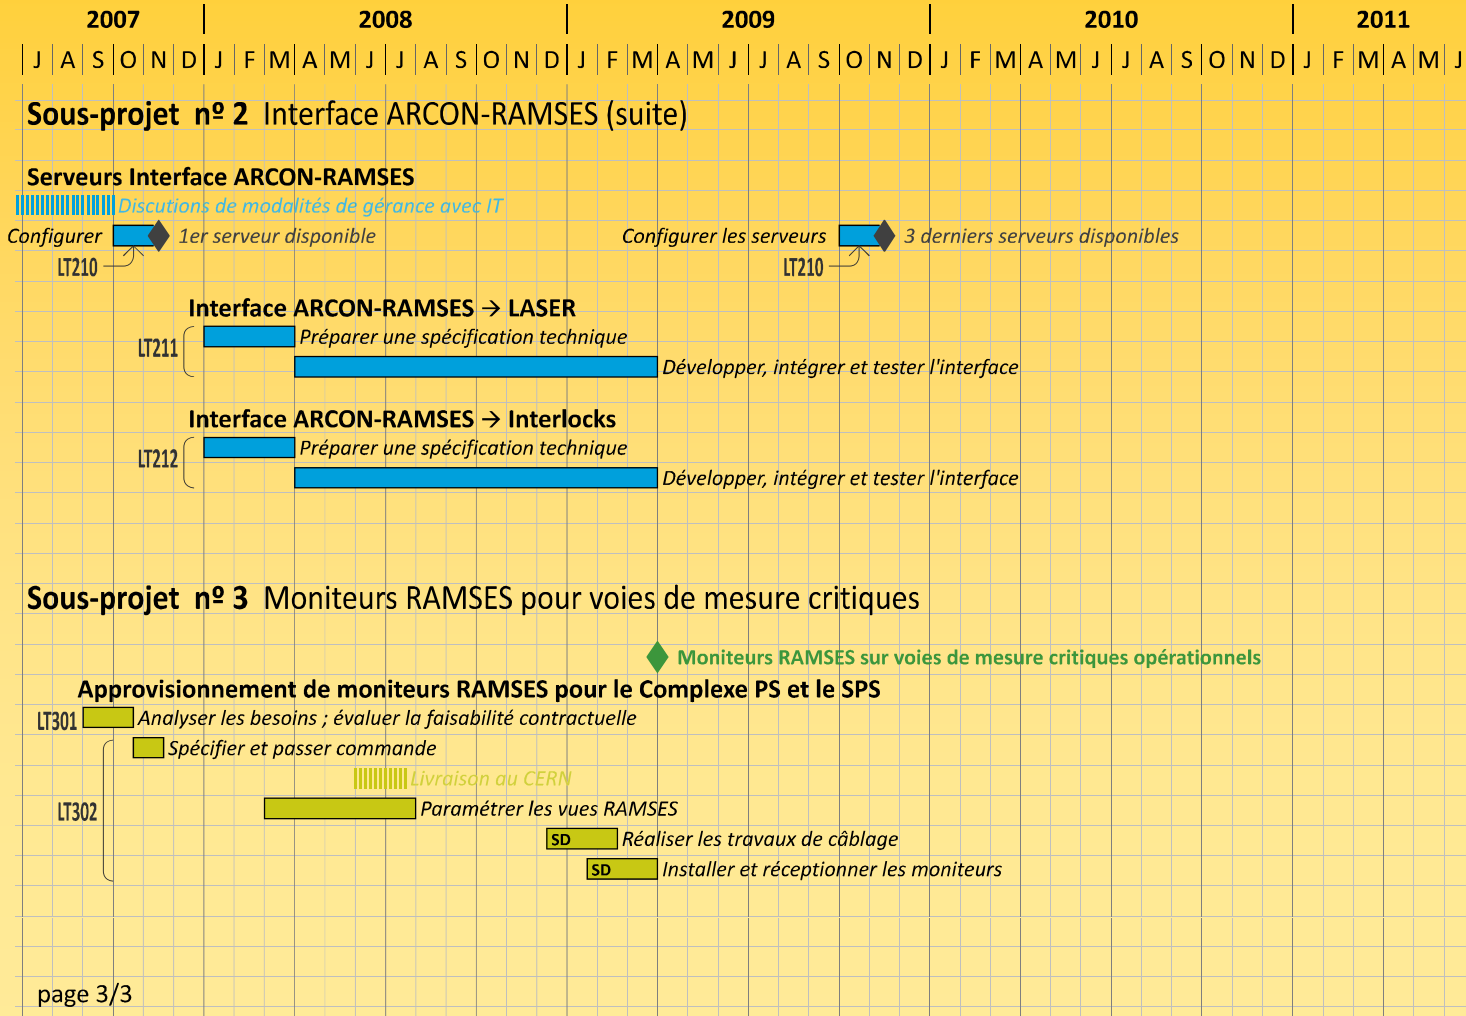 2007 2008 2009 2010 2011
J A S O N D J F M A M J J A S O N D J F M A M J J A S O N D J F M A M J J A S O N D J F M A M J
Sous-projet nº 2 Interface ARCON-RAMSES (suite)
Serveurs Interface ARCON-RAMSES
Discutions de modalités de gérance avec IT
Configurer 1er serveur disponible Configurer les serveurs 3 derniers serveurs disponibles
LT210 LT210
Interface ARCON-RAMSES → LASER
Préparer une spécification technique
LT211
Développer, intégrer et tester l'interface
Interface ARCON-RAMSES → Interlocks
Préparer une spécification technique
LT212
Développer, intégrer et tester l'interface
Sous-projet nº 3 Moniteurs RAMSES pour voies de mesure critiques
Moniteurs RAMSES sur voies de mesure critiques opérationnels
Approvisionnement de moniteurs RAMSES pour le Complexe PS et le SPS
LT301 Analyser les besoins ; évaluer la faisabilité contractuelle
Spécifier et passer commande
Livraison au CERN
LT302 Paramétrer les vues RAMSES
SD Réaliser les travaux de câblage
SD Installer et réceptionner les moniteurs
page 3/3